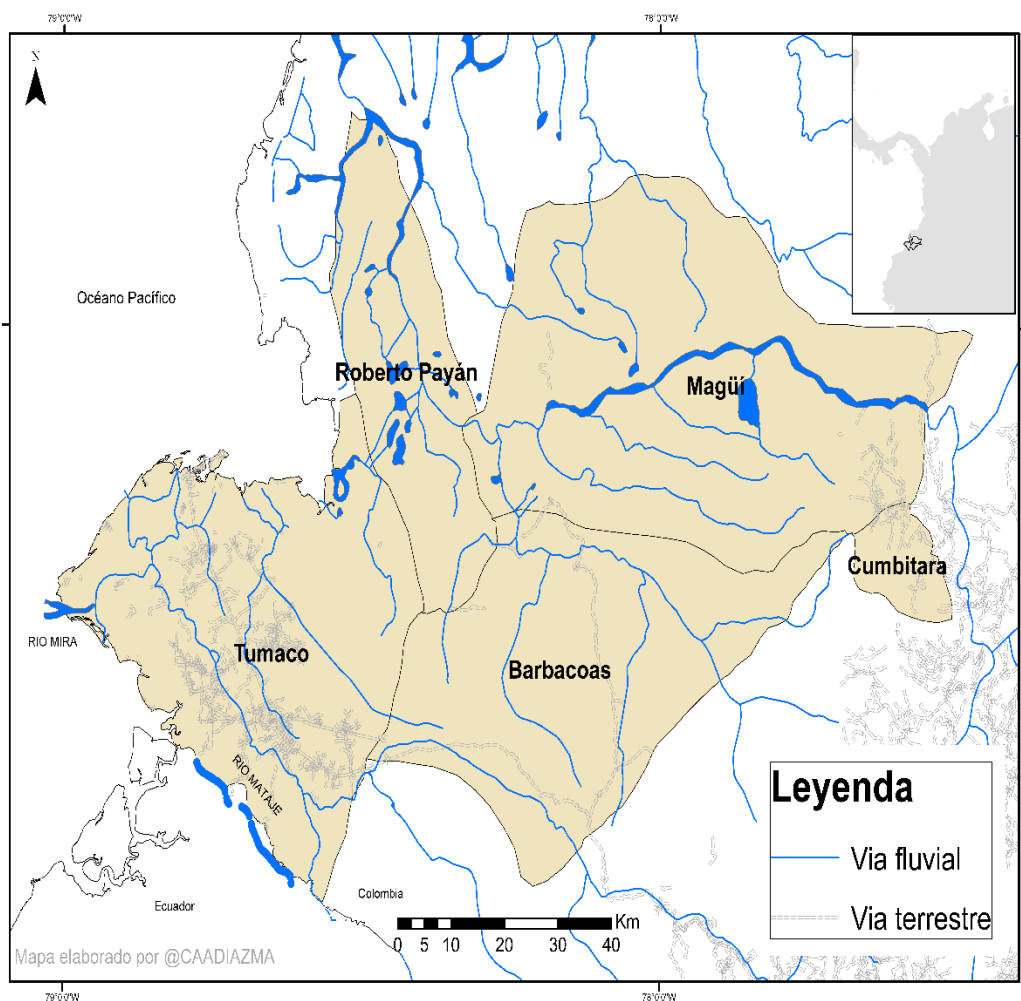 79°0'0"W
78°0'0"W
N
Océano Pacífico
Roberto Payán
Magüí
Cumbitara
RIO MIRA
Tumaco
Barbacoas
RIO MATAJE
Leyenda
Via fluvial
Via terrestre
Ecuador
Colombia
Km
0 5 10 20 30 40
Mapa elaborado por @CAADIAZMA
79°0'0"W
78°0'0"W